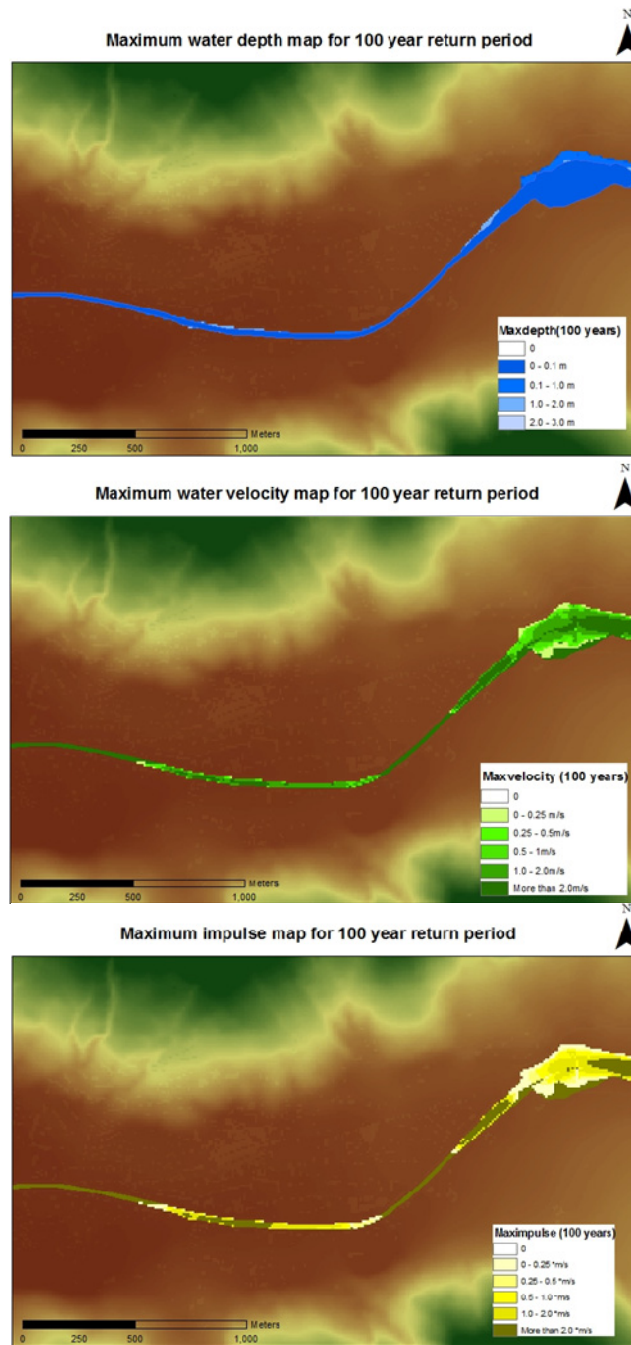 N
Maximum water depth map for 100 year return period
Maxdepth(100 years)
0
0 - 0.1 m
0.1 - 1.0 m
1.0 - 2.0 m
2.0 - 3.0 m
Meters
0 250 500 1,000
N
Maximum water velocity map for 100 year return period
Maxvelocity (100 years)
0
0 - 0.25 m/s
0.25 - 0.5m/s
0.5 - 1m/s
1.0 - 2.0m/s
More than 2.0m/s
Meters
0 250 500 1,000
N
Maximum impulse map for 100 year return period
Maximpulse (100 years)
0
0 - 0.25 "m/s
0.25 - 0.5"m/s
0.5 - 1.0 "m/s
1.0 - 2.0 "m/s
More than 2.0 "m/s
Meters
0 250 500 1,000